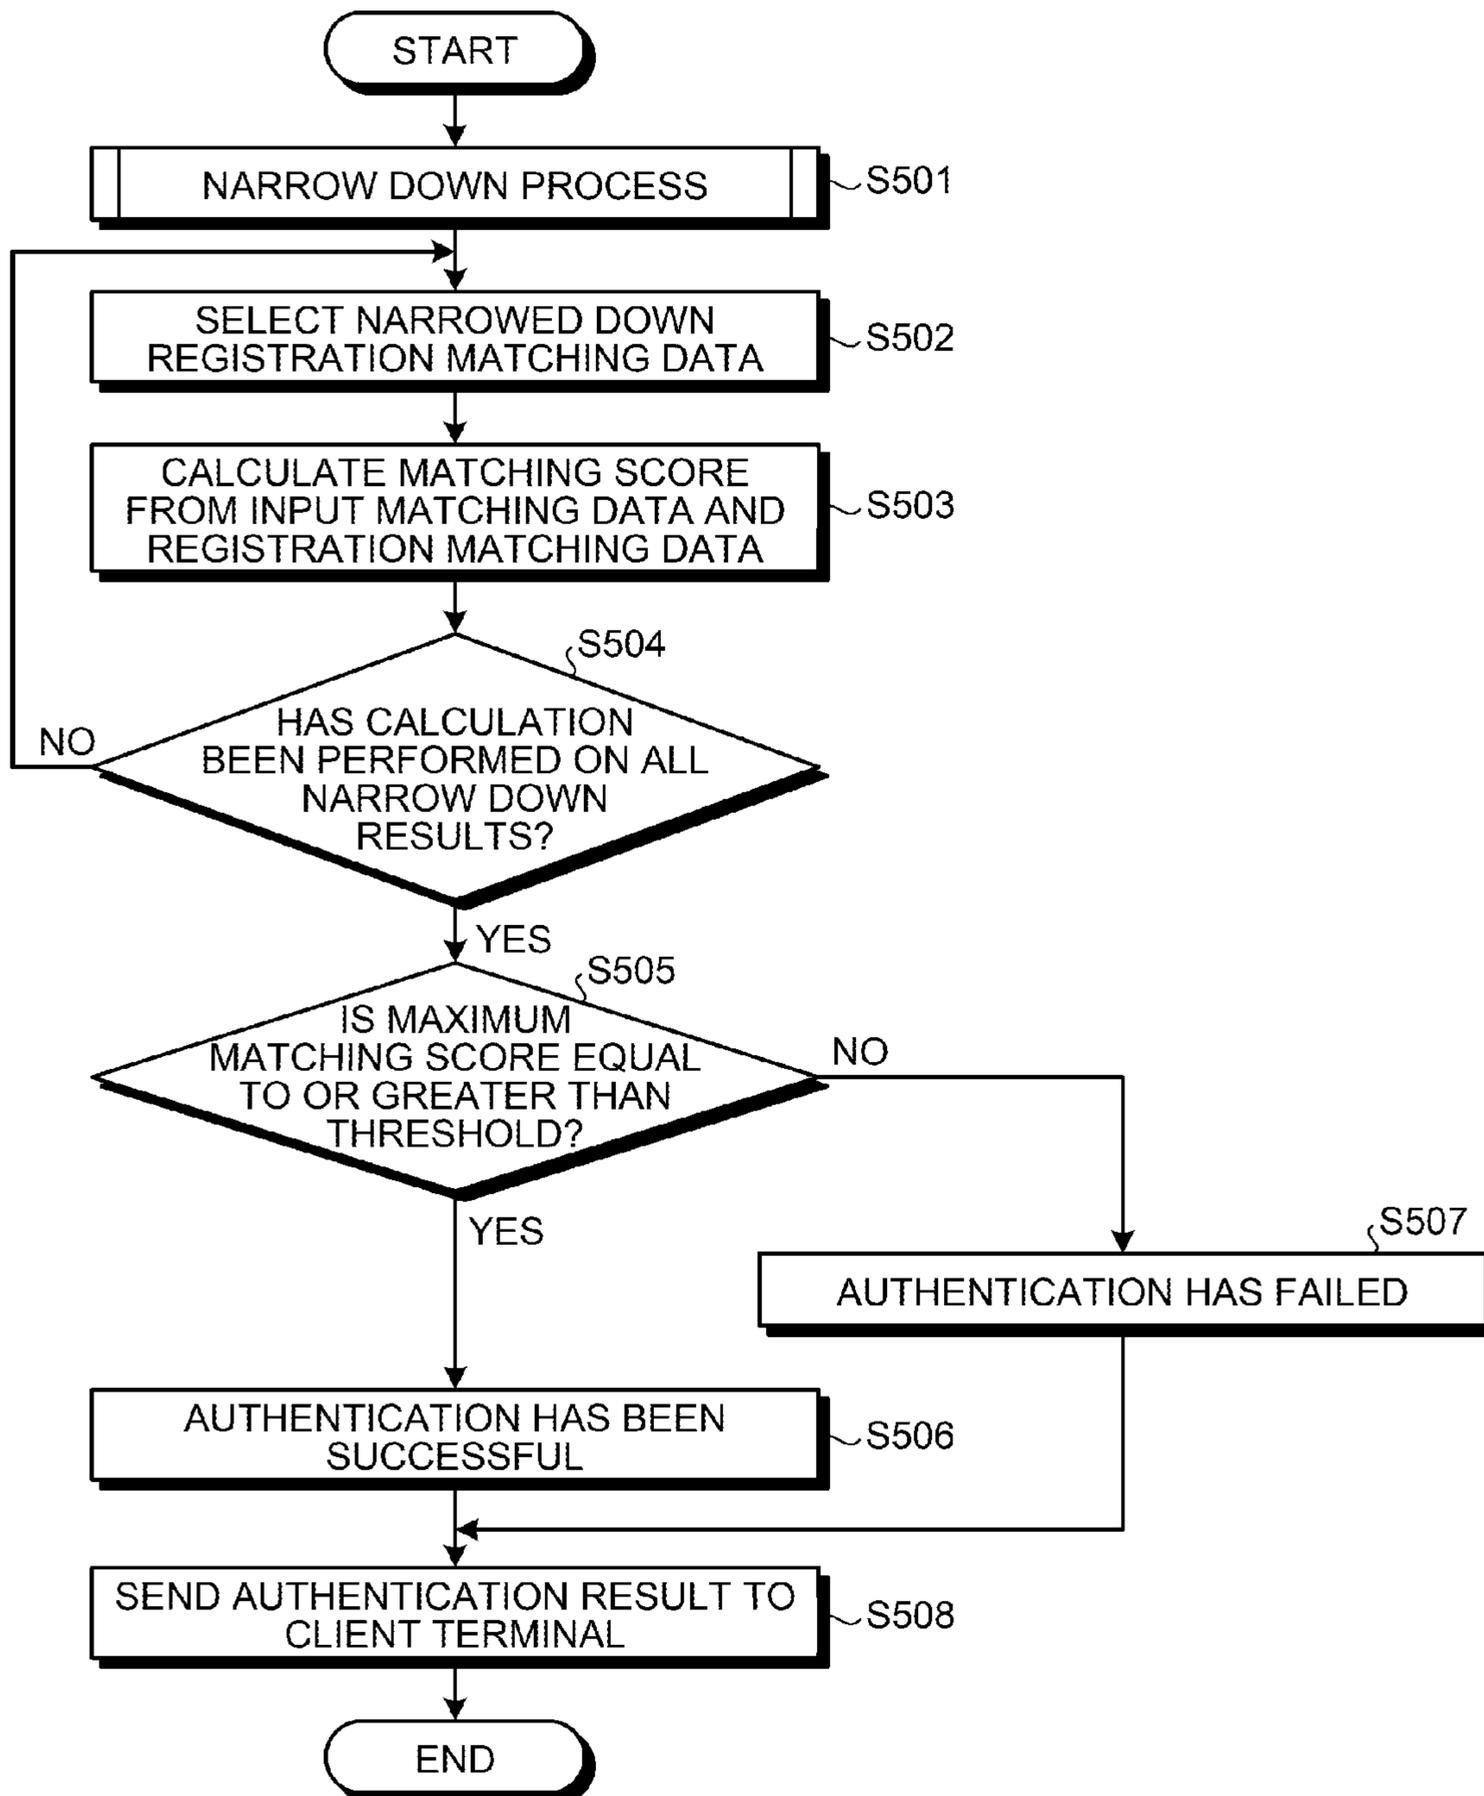 START
NARROW DOWN PROCESS
S501
SELECT NARROWED DOWN
REGISTRATION MATCHING DATA
S502
CALCULATE MATCHING SCORE
FROM INPUT MATCHING DATA AND
REGISTRATION MATCHING DATA
S503
S504
HAS CALCULATION
BEEN PERFORMED ON ALL
NARROW DOWN
RESULTS?
NO
YES
S505
IS MAXIMUM
MATCHING SCORE EQUAL
TO OR GREATER THAN
THRESHOLD?
NO
YES
S507
AUTHENTICATION HAS FAILED
AUTHENTICATION HAS BEEN
SUCCESSFUL
S506
SEND AUTHENTICATION RESULT TO
CLIENT TERMINAL
S508
END